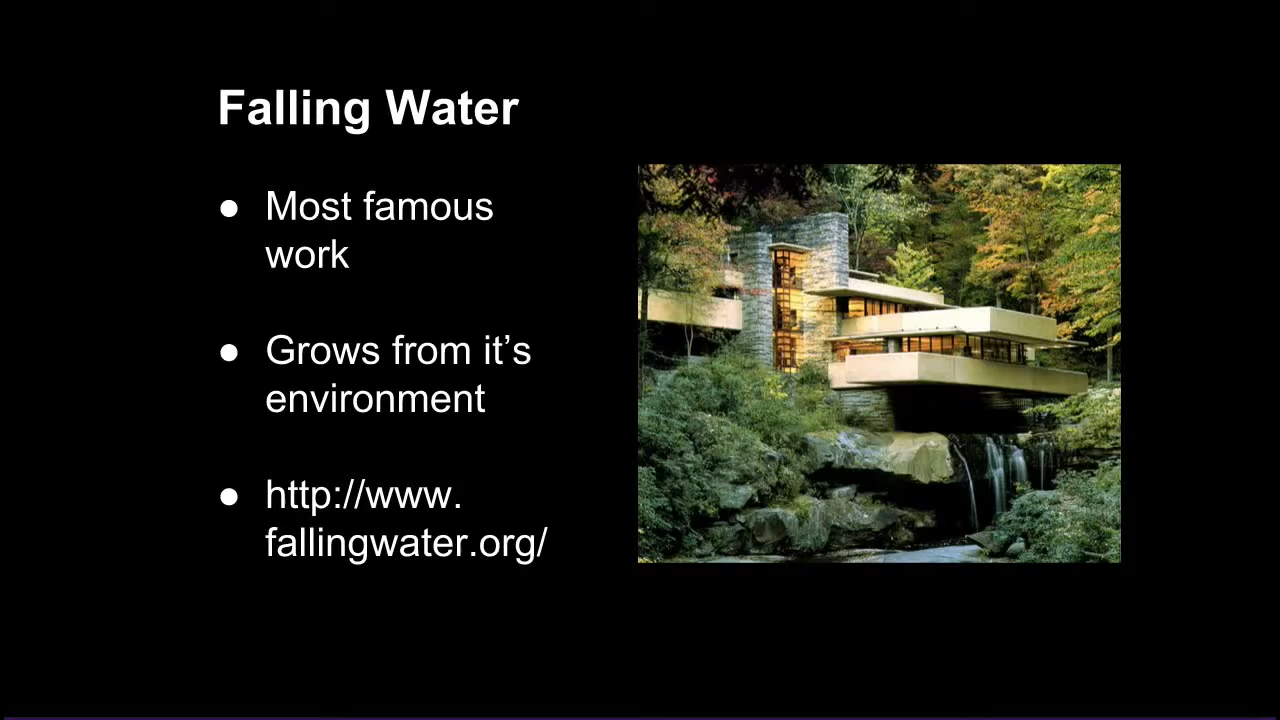 Falling Water
● Most famous
work
● Grows from it’s
environment
● http://www.
fallingwater.org/